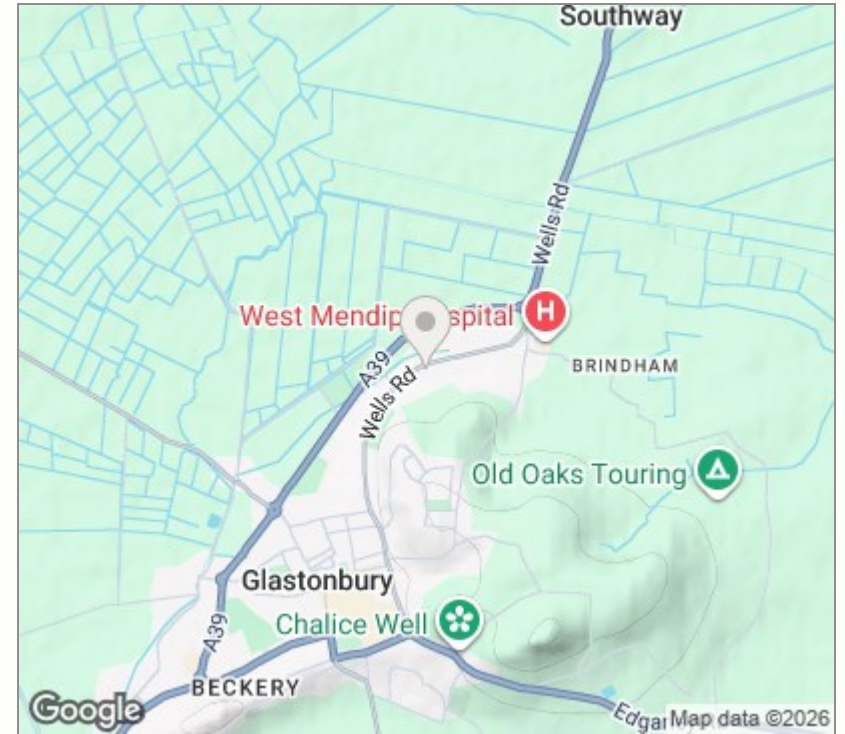 Southway
Wells Rd
West Mendip
spital
H
BRINDHAM
A39
Wells Rd
Old Oaks Touring
Glastonbury
Chalice Well
A39
BECKERY
Google
Map data ©2026